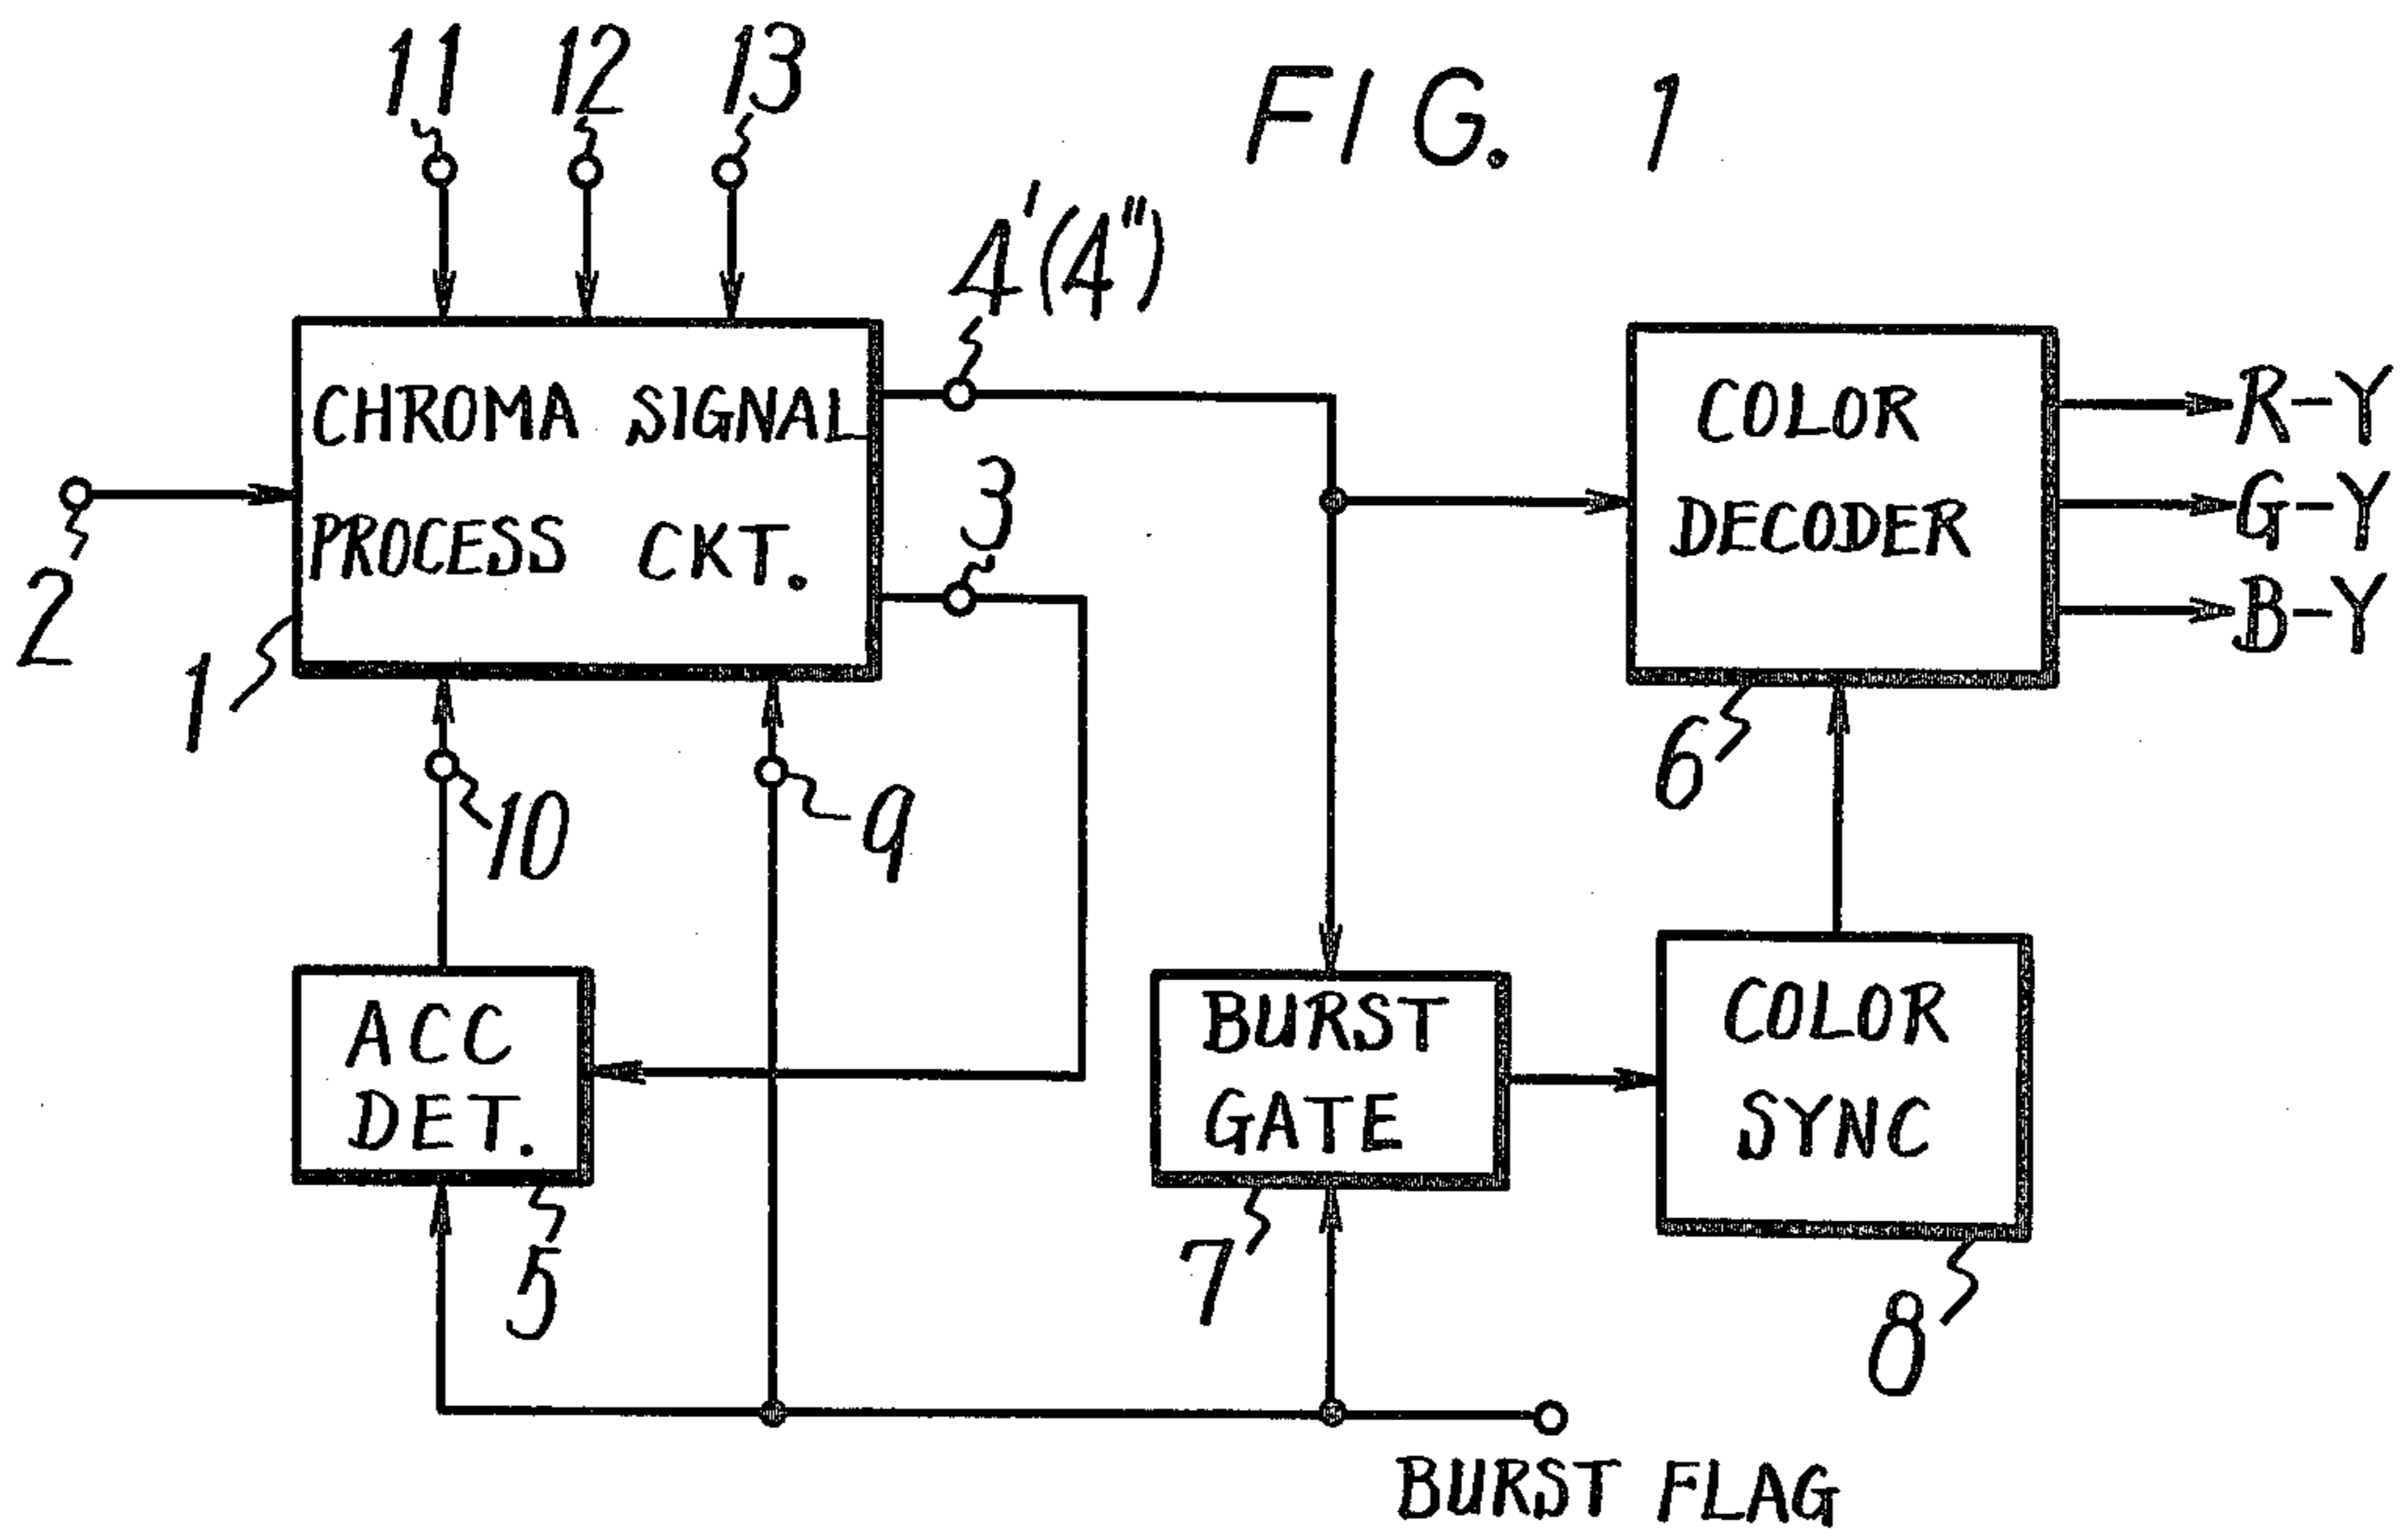 FIG. 1
11 12 13
4'(4")
CHROMA SIGNAL
PROCESS CKT.
3
2
1
COLOR
DECODER
R-Y
G-Y
B-Y
6
10
9
ACC
DET.
5
BURST
GATE
7
COLOR
SYNC
8
BURST FLAG